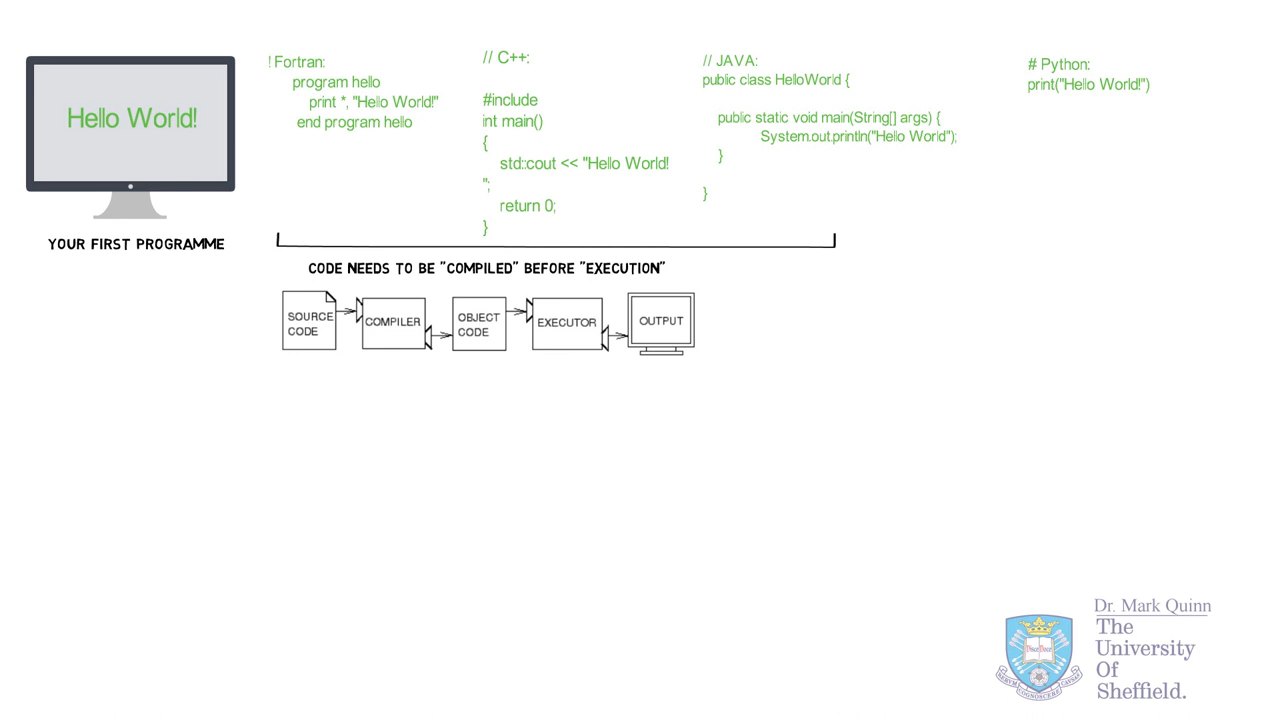 Hello World!
YOUR FIRST PROGRAMME
! Fortran:
program hello
print *, "Hello World!"
end program hello
// C++:
#include
int main()
{
std::cout << "Hello World!
";
return 0;
}
// JAVA:
public class HelloWorld {
public static void main(String[] args) {
System.out.println("Hello World");
}
}
# Python:
print("Hello World!")
CODE NEEDS TO BE "COMPILED" BEFORE "EXECUTION"
SOURCE
CODE
COMPILER
OBJECT
CODE
EXECUTOR
OUTPUT
Dr. Mark Quinn
The
University
Of
Sheffield.